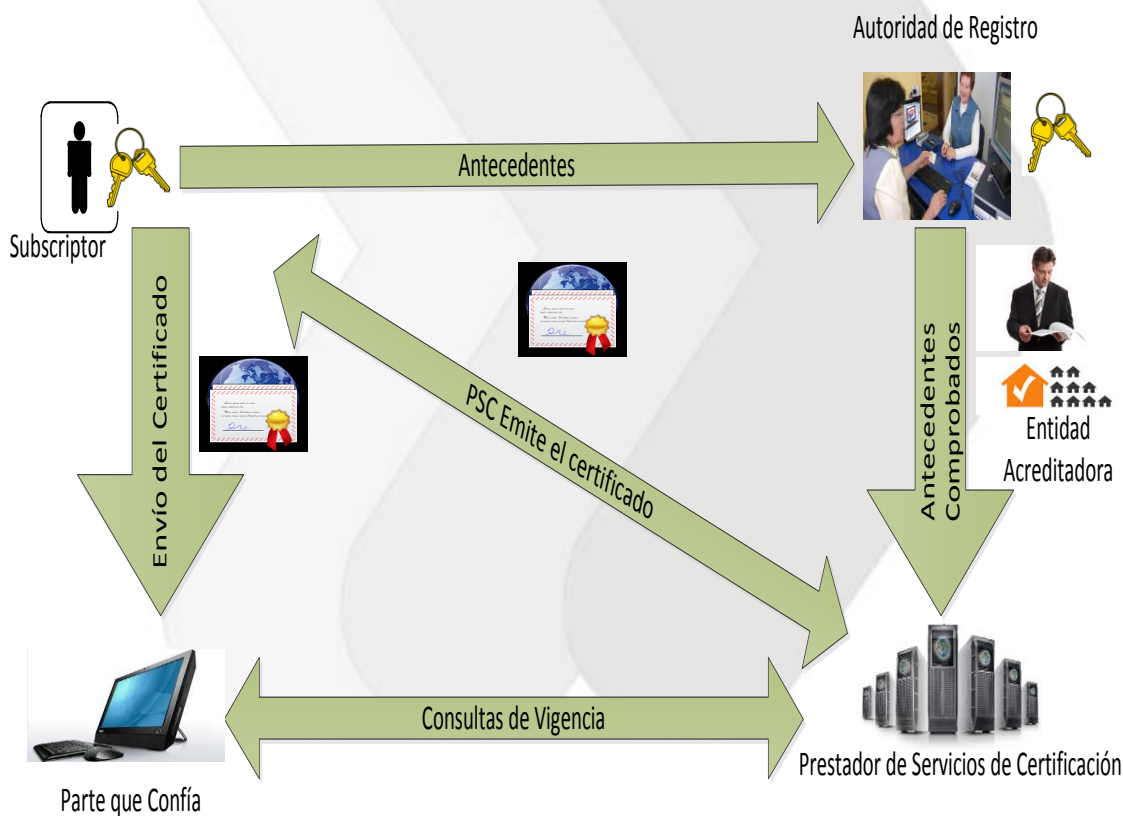 Autoridad de Registro
Antecedentes
Subscriptor
Envío del Certificado
PSC Emite el certificado
Antecedentes
Comprobados
Entidad
Acreditadora
Consultas de Vigencia
Prestador de Servicios de Certificación
Parte que Confía